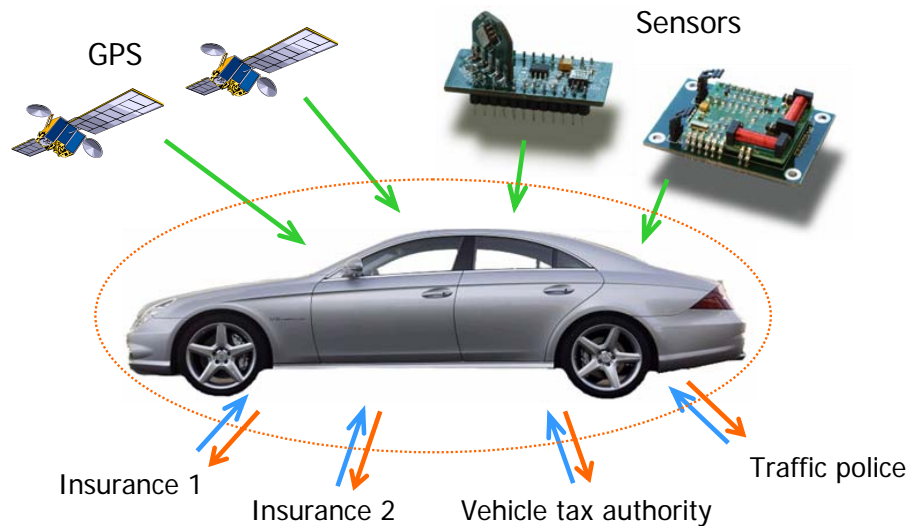 GPS
Sensors
Insurance 1
Insurance 2
Vehicle tax authority
Traffic police